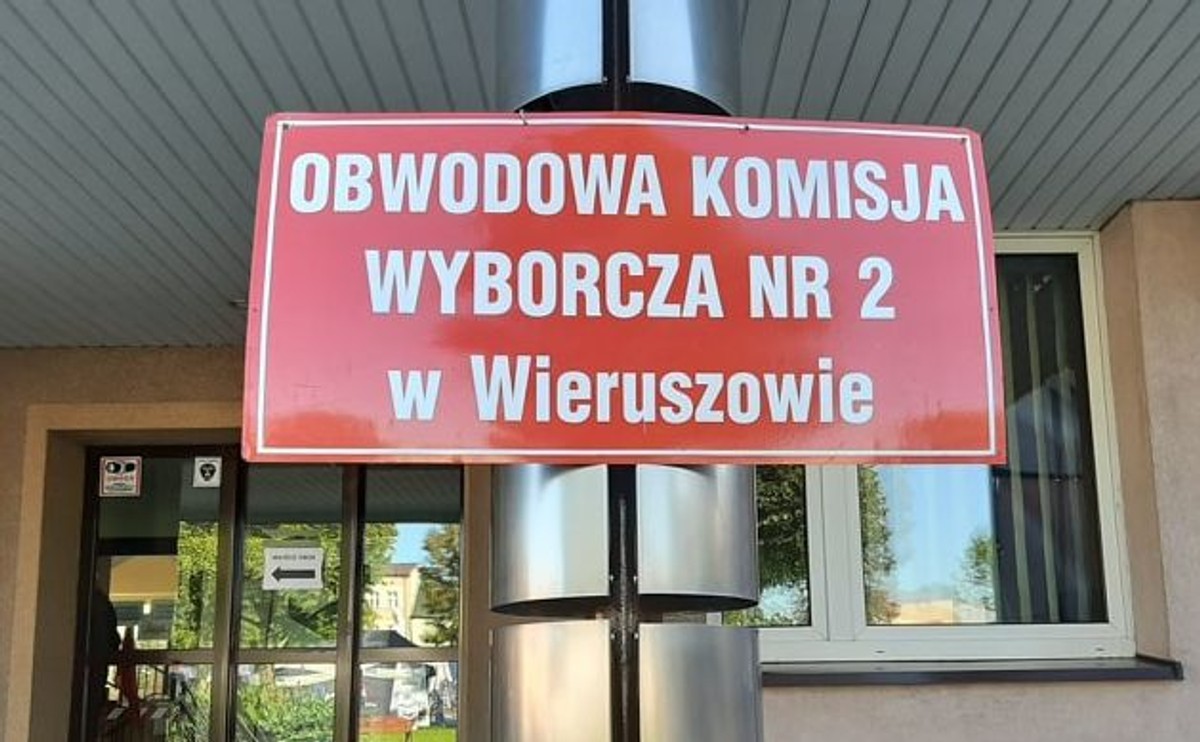 OBWODOWA KOMISJA
WYBORCZA NR 2
w Wieruszowie